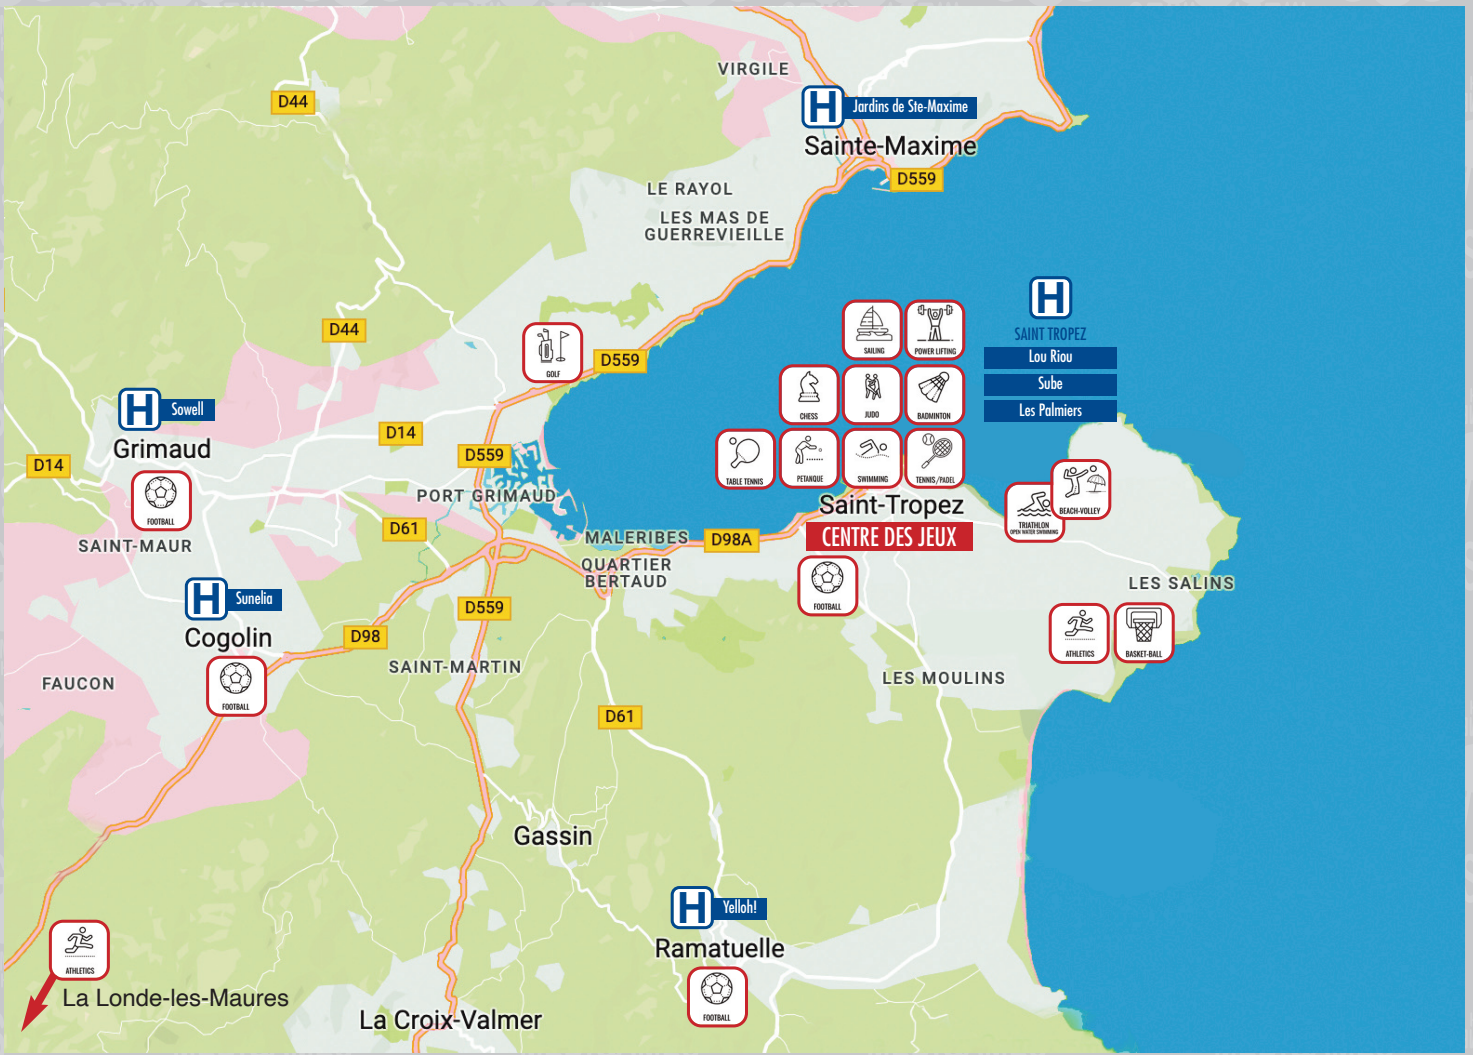 VIRGILE
D44
H
Jardins de Ste-Maxime
Sainte-Maxime
D559
LE RAYOL
LES MAS DE
GUERREVIEILLE
H
SAINT TROPEZ
Lou Riou
Sube
Les Palmiers
D44
GOLF
D559
SAILING
POWER LIFTING
CHESS
JUDO
BADMINTON
TABLE TENNIS
PETANQUE
SWIMMING
TENNIS/PADEL
H
Sowell
Grimaud
D14
D14
D559
FOOTBALL
PORT GRIMAUD
Saint-Tropez
CENTRE DES JEUX
BEACH-VOLLEY
TRIATHLON
OPEN WATER SWIMMING
SAINT-MAUR
D61
MALERIBES
D98A
QUARTIER
BERTAUD
FOOTBALL
LES SALINS
H
Sunelia
Cogolin
D559
D98
ATHLETICS
BASKET-BALL
SAINT-MARTIN
FAUCON
FOOTBALL
LES MOULINS
D61
Gassin
H
Yelloh!
Ramatuelle
FOOTBALL
ATHLETICS
La Londe-les-Maures
La Croix-Valmer